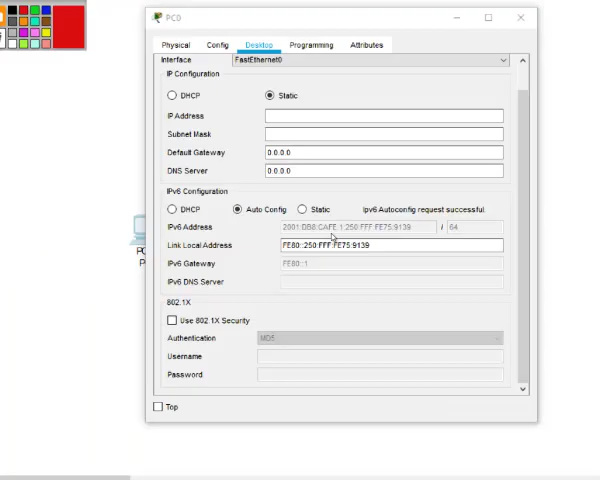 PC0
Physical Config Desktop Programming Attributes
Interface FastEthernet0
IP Configuration
DHCP Static
IP Address
Subnet Mask
Default Gateway 0.0.0.0
DNS Server 0.0.0.0
IPv6 Configuration
DHCP Auto Config Static Ipv6 Autoconfig request successful.
IPv6 Address 2001:DB8:CAFE:1:250:FFF:FE75:9139 / 64
Link Local Address FE80::250:FFF:FE75:9139
IPv6 Gateway FE80::1
IPv6 DNS Server
802.1X
Use 802.1X Security
Authentication MD5
Username
Password
Top